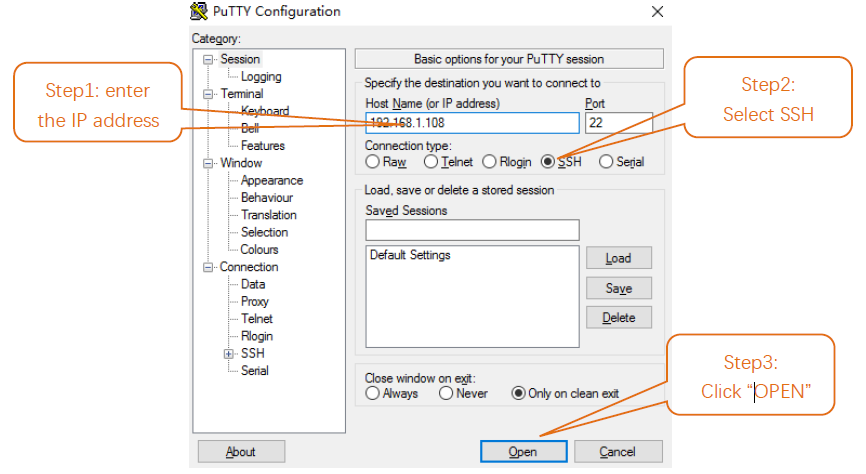 PuTTY Configuration
Category:
Session
Logging
Terminal
Keyboard
Bell
Features
Window
Appearance
Behaviour
Translation
Selection
Colours
Connection
Data
Proxy
Telnet
Rlogin
SSH
Serial
Basic options for your PuTTY session
Specify the destination you want to connect to
Host Name (or IP address) Port
192.168.1.108 22
Connection type:
Raw Telnet Rlogin SSH Serial
Load, save or delete a stored session
Saved Sessions
Default Settings
Load
Save
Delete
Close window on exit:
Always Never Only on clean exit
About Open Cancel
Step1: enter
the IP address
Step2:
Select SSH
Step3:
Click “OPEN”